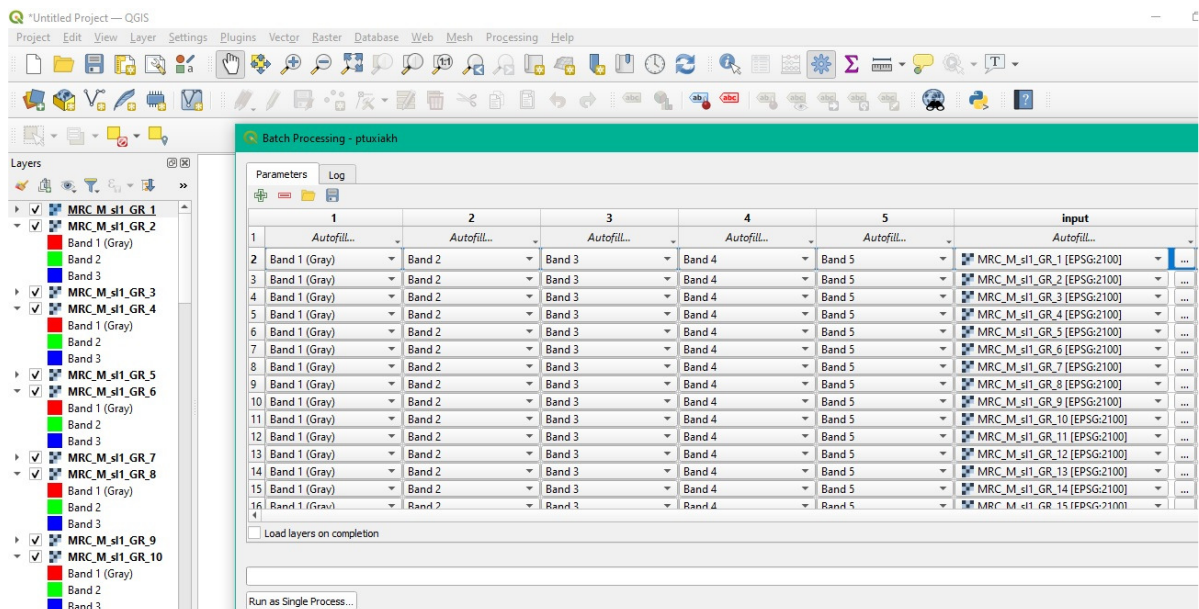 *Untitled Project — QGIS
Project Edit View Layer Settings Plugins Vector Raster Database Web Mesh Processing Help
Layers
MRC_M_sl1_GR_1
MRC_M_sl1_GR_2
Band 1 (Gray)
Band 2
Band 3
MRC_M_sl1_GR_3
MRC_M_sl1_GR_4
Band 1 (Gray)
Band 2
Band 3
MRC_M_sl1_GR_5
MRC_M_sl1_GR_6
Band 1 (Gray)
Band 2
Band 3
MRC_M_sl1_GR_7
MRC_M_sl1_GR_8
Band 1 (Gray)
Band 2
Band 3
MRC_M_sl1_GR_9
MRC_M_sl1_GR_10
Band 1 (Gray)
Band 2
Band 3
Batch Processing - ptuxiakh
Parameters Log
1 2 3 4 5 input
1 Autofill... Autofill... Autofill... Autofill... Autofill... Autofill...
2 Band 1 (Gray) Band 2 Band 3 Band 4 Band 5 MRC_M_sl1_GR_1 [EPSG:2100] ...
3 Band 1 (Gray) Band 2 Band 3 Band 4 Band 5 MRC_M_sl1_GR_2 [EPSG:2100] ...
4 Band 1 (Gray) Band 2 Band 3 Band 4 Band 5 MRC_M_sl1_GR_3 [EPSG:2100] ...
5 Band 1 (Gray) Band 2 Band 3 Band 4 Band 5 MRC_M_sl1_GR_4 [EPSG:2100] ...
6 Band 1 (Gray) Band 2 Band 3 Band 4 Band 5 MRC_M_sl1_GR_5 [EPSG:2100] ...
7 Band 1 (Gray) Band 2 Band 3 Band 4 Band 5 MRC_M_sl1_GR_6 [EPSG:2100] ...
8 Band 1 (Gray) Band 2 Band 3 Band 4 Band 5 MRC_M_sl1_GR_7 [EPSG:2100] ...
9 Band 1 (Gray) Band 2 Band 3 Band 4 Band 5 MRC_M_sl1_GR_8 [EPSG:2100] ...
10 Band 1 (Gray) Band 2 Band 3 Band 4 Band 5 MRC_M_sl1_GR_9 [EPSG:2100] ...
11 Band 1 (Gray) Band 2 Band 3 Band 4 Band 5 MRC_M_sl1_GR_10 [EPSG:2100] ...
12 Band 1 (Gray) Band 2 Band 3 Band 4 Band 5 MRC_M_sl1_GR_11 [EPSG:2100] ...
13 Band 1 (Gray) Band 2 Band 3 Band 4 Band 5 MRC_M_sl1_GR_12 [EPSG:2100] ...
14 Band 1 (Gray) Band 2 Band 3 Band 4 Band 5 MRC_M_sl1_GR_13 [EPSG:2100] ...
15 Band 1 (Gray) Band 2 Band 3 Band 4 Band 5 MRC_M_sl1_GR_14 [EPSG:2100] ...
16 Band 1 (Gray) Band 2 Band 3 Band 4 Band 5 MRC_M_sl1_GR_15 [EPSG:2100] ...
Load layers on completion
Run as Single Process...